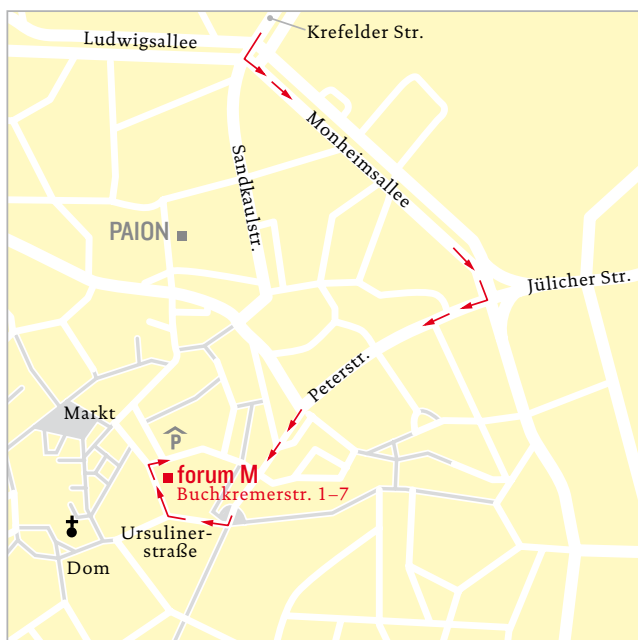 Krefelder Str.
Ludwigsallee
Monheimsallee
Sandkaulstr.
PAION
Jülicher Str.
Peterstr.
Markt
P
forum M
Buchkremerstr. 1–7
Ursuliner-
straße
Dom